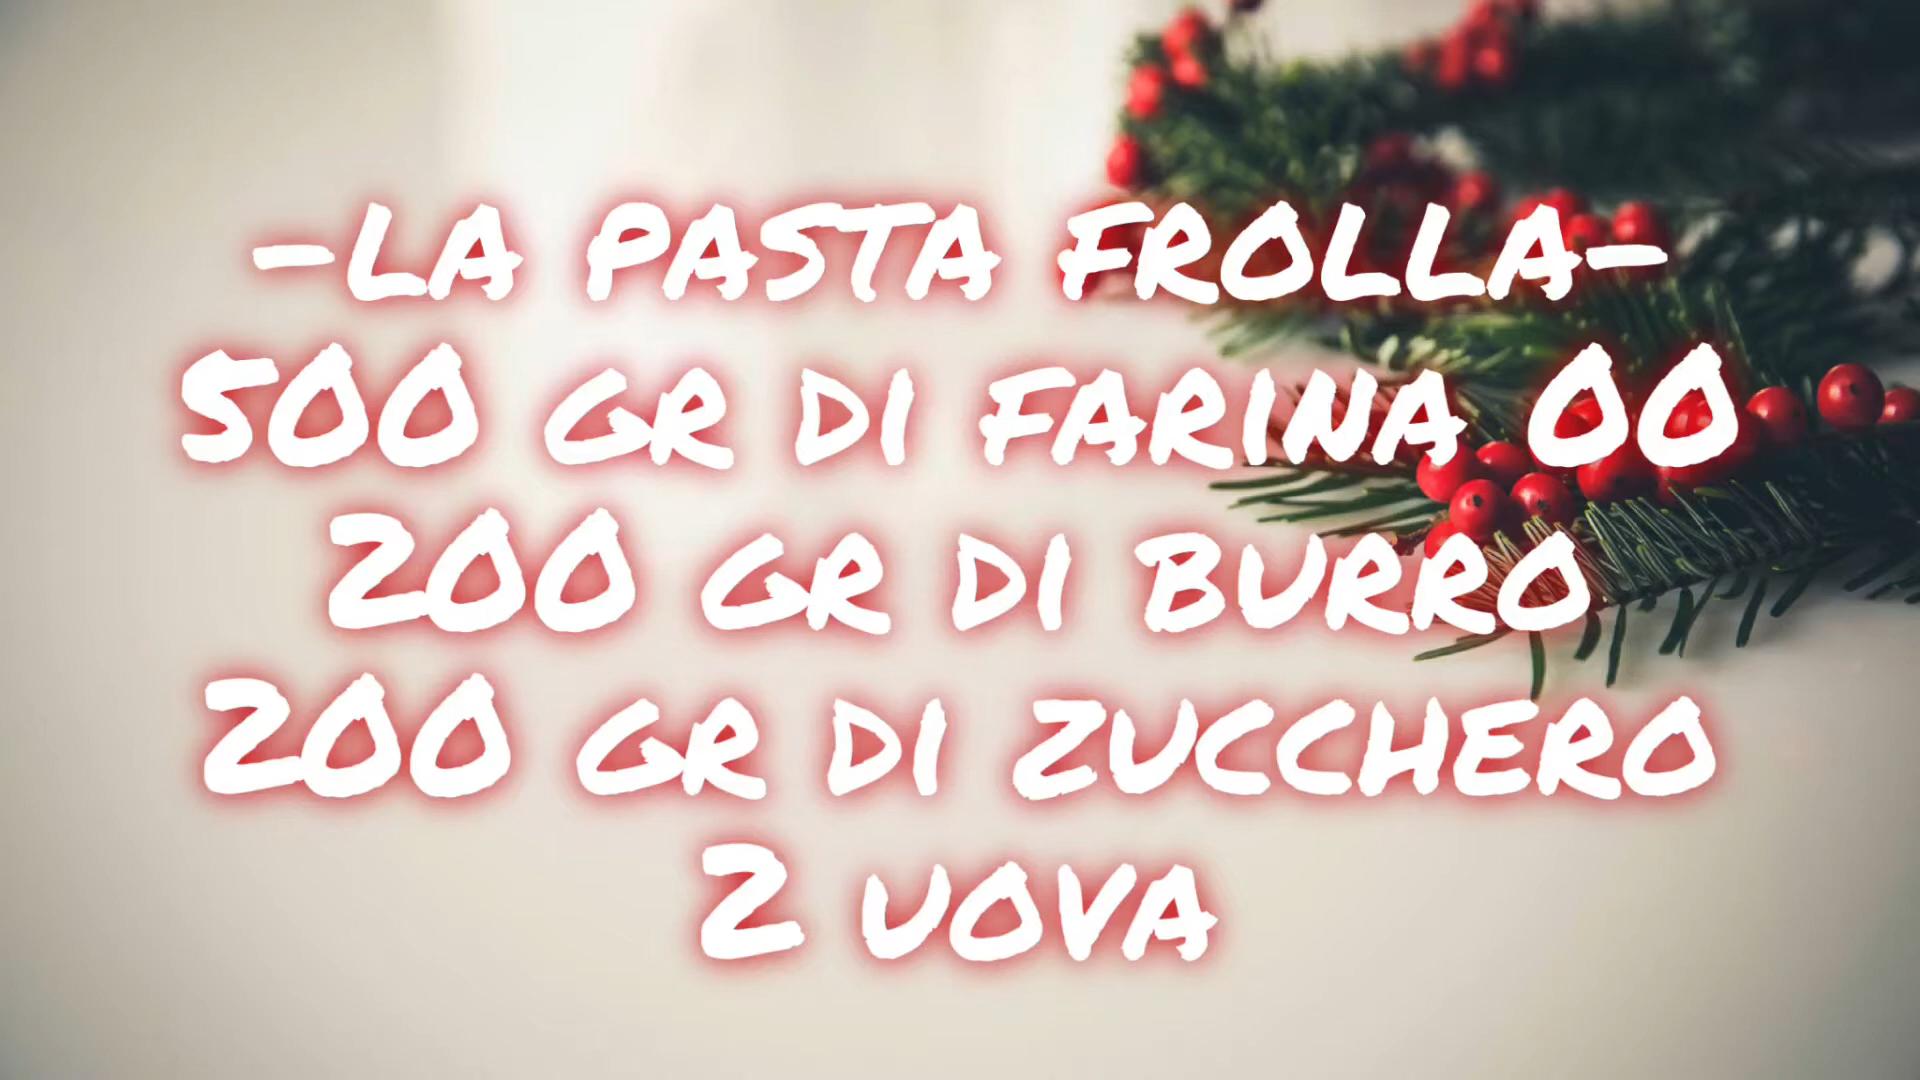 -LA PASTA FROLLA-
500 GR DI FARINA 00
200 GR DI BURRO
200 GR DI ZUCCHERO
2 UOVA